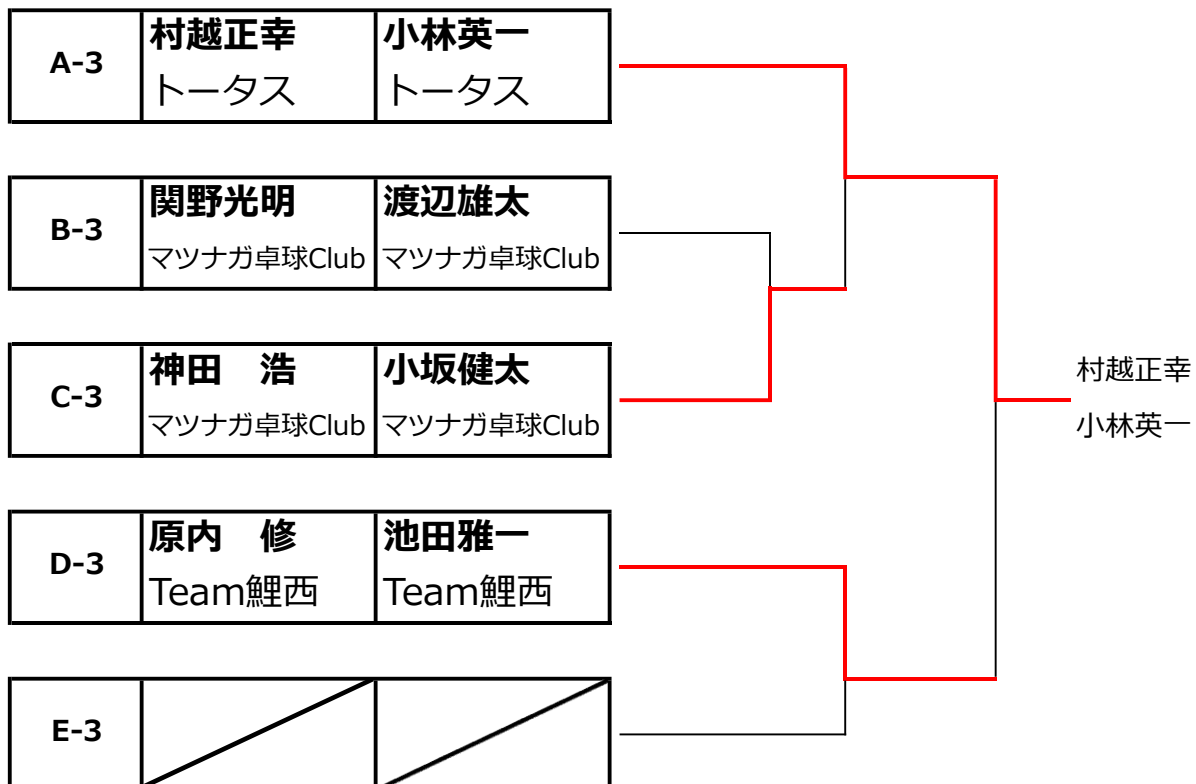 A-3
村越正幸 小林英一
トータス トータス
B-3
関野光明 渡辺雄太
マツナガ卓球Club マツナガ卓球Club
C-3
神田　浩 小坂健太
マツナガ卓球Club マツナガ卓球Club
村越正幸
小林英一
D-3
原内　修 池田雅一
Team鯉西 Team鯉西
E-3